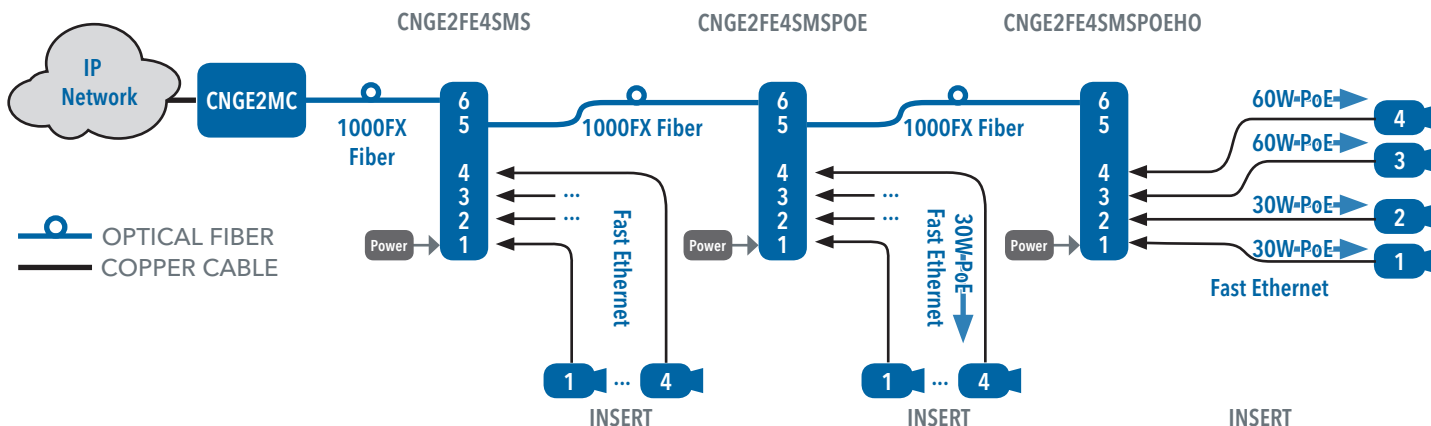 CNGE2FE4SMS
CNGE2FE4SMSPOE
CNGE2FE4SMSPOEHO
IP
Network
CNGE2MC
1000FX
Fiber
6
5
4
3
2
1
Power
...
...
Fast Ethernet
1
...
4
INSERT
1000FX Fiber
6
5
4
3
2
1
Power
...
...
Fast Ethernet
30W-PoE
1
...
4
INSERT
1000FX Fiber
6
5
4
3
2
1
Power
60W-PoE
4
60W-PoE
3
30W-PoE
2
30W-PoE
1
Fast Ethernet
INSERT
OPTICAL FIBER
COPPER CABLE